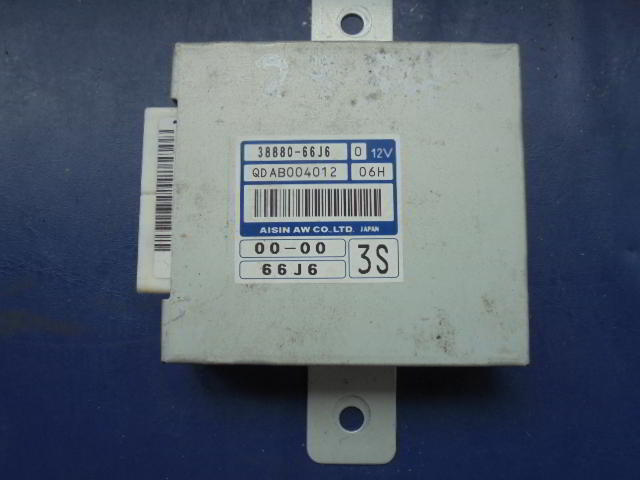 38880-66J6 0 12V
QDAB004012 06H
AISIN AW CO.,LTD. JAPAN
00-00
66J6 3S